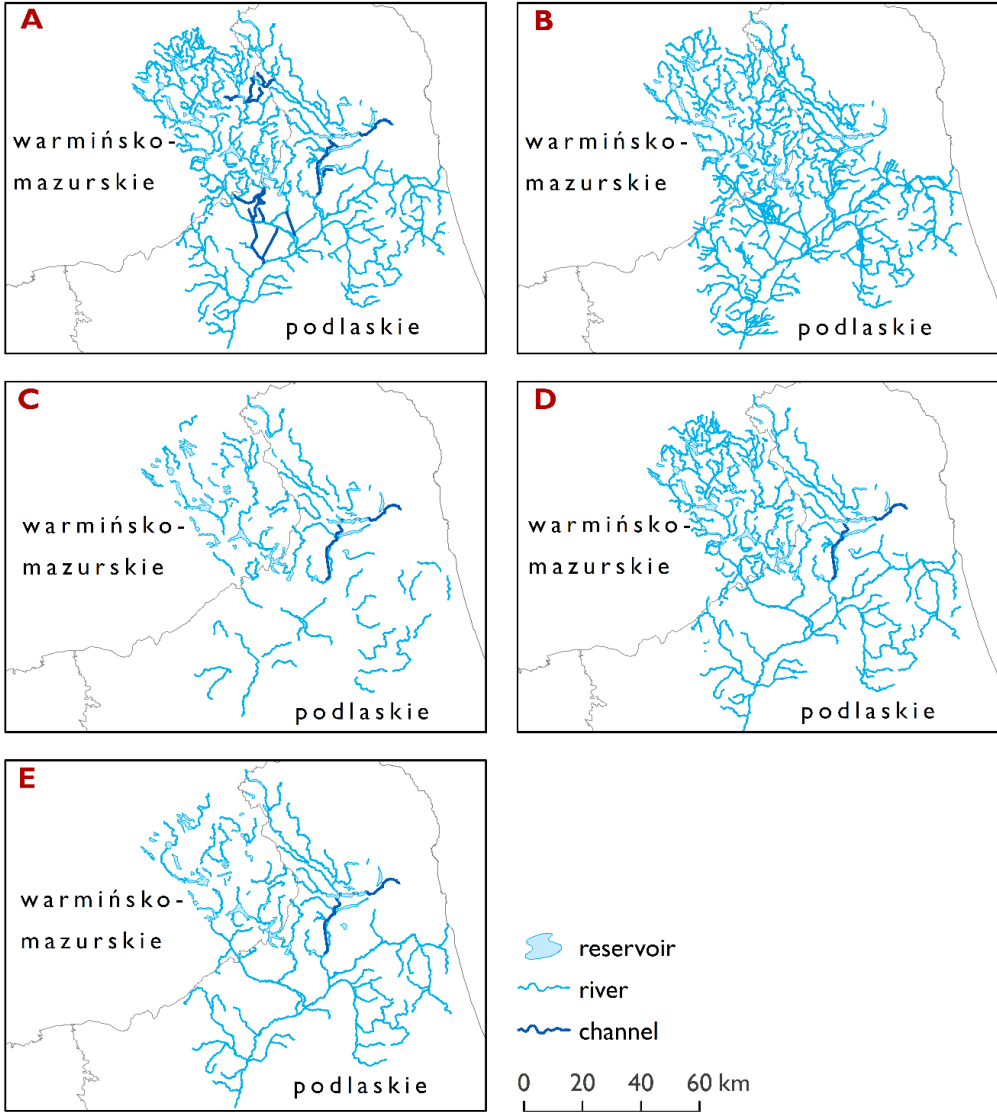 A
warmińsko-
mazurskie
podlaskie
B
warmińsko-
mazurskie
podlaskie
C
warmińsko-
mazurskie
podlaskie
D
warmińsko-
mazurskie
podlaskie
E
warmińsko-
mazurskie
podlaskie
reservoir
river
channel
0 20 40 60 km